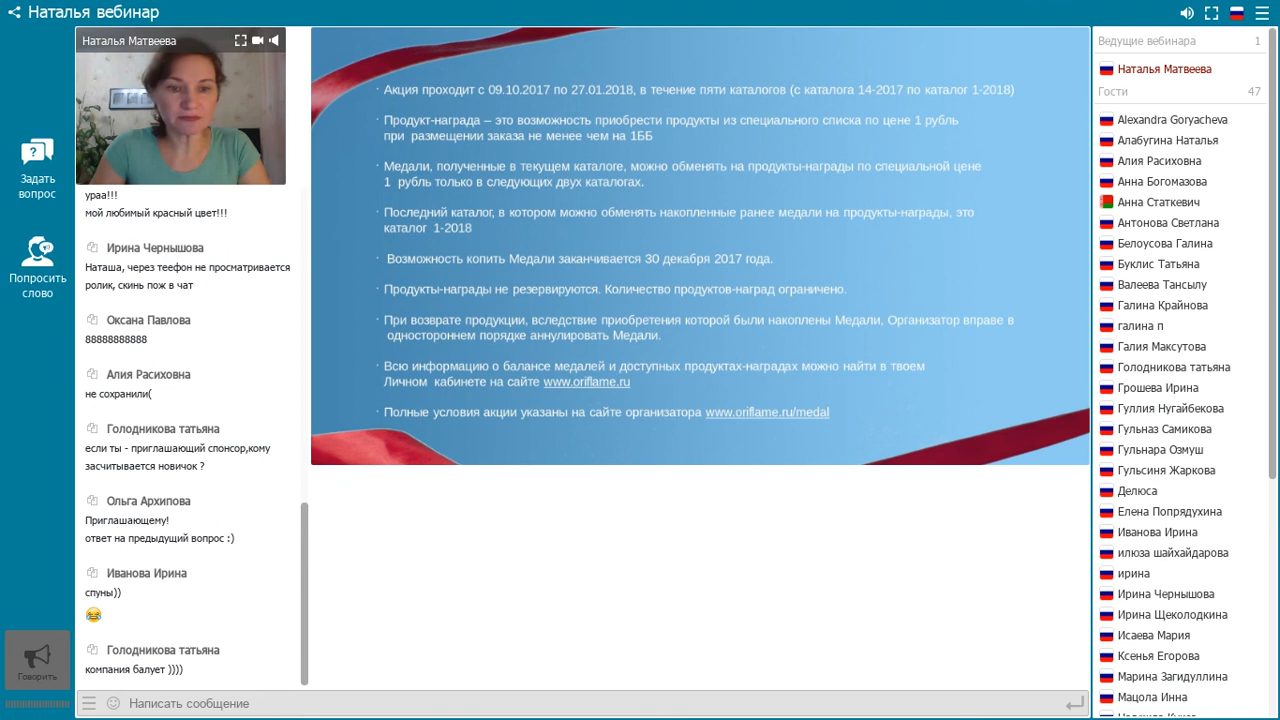 Наталья вебинар
Наталья Матвеева
Задать
вопрос
Попросить
слово
Говорить
ураа!!!
мой любимый красный цвет!!!
Ирина Чернышова
Наташа, через теефон не просматривается
ролик, скинь пож в чат
Оксана Павлова
88888888888
Алия Расиховна
не сохранили(
Голодникова татьяна
если ты - приглашающий спонсор,кому
засчитывается новичок ?
Ольга Архипова
Приглашающему!
ответ на предыдущий вопрос :)
Иванова Ирина
спуны))
Голодникова татьяна
компания балует ))))
Написать сообщение
· Акция проходит с 09.10.2017 по 27.01.2018, в течение пяти каталогов (с каталога 14-2017 по каталог 1-2018)
· Продукт-награда – это возможность приобрести продукты из специального списка по цене 1 рубль
при размещении заказа не менее чем на 1ББ
· Медали, полученные в текущем каталоге, можно обменять на продукты-награды по специальной цене
1 рубль только в следующих двух каталогах.
· Последний каталог, в котором можно обменять накопленные ранее медали на продукты-награды, это
каталог 1-2018
· Возможность копить Медали заканчивается 30 декабря 2017 года.
· Продукты-награды не резервируются. Количество продуктов-наград ограничено.
· При возврате продукции, вследствие приобретения которой были накоплены Медали, Организатор вправе в
одностороннем порядке аннулировать Медали.
· Всю информацию о балансе медалей и доступных продуктах-наградах можно найти в твоем
Личном кабинете на сайте www.oriflame.ru
· Полные условия акции указаны на сайте организатора www.oriflame.ru/medal
Ведущие вебинара 1
Наталья Матвеева
Гости 47
Alexandra Goryacheva
Алабугина Наталья
Алия Расиховна
Анна Богомазова
Анна Статкевич
Антонова Светлана
Белоусова Галина
Буклис Татьяна
Валеева Тансылу
Галина Крайнова
галина п
Галия Максутова
Голодникова татьяна
Грошева Ирина
Гуллия Нугайбекова
Гульназ Самикова
Гульнара Озмуш
Гульсиня Жаркова
Делюса
Елена Попрядухина
Иванова Ирина
илюза шайхайдарова
ирина
Ирина Чернышова
Ирина Щеколодкина
Исаева Мария
Ксенья Егорова
Марина Загидуллина
Мацола Инна